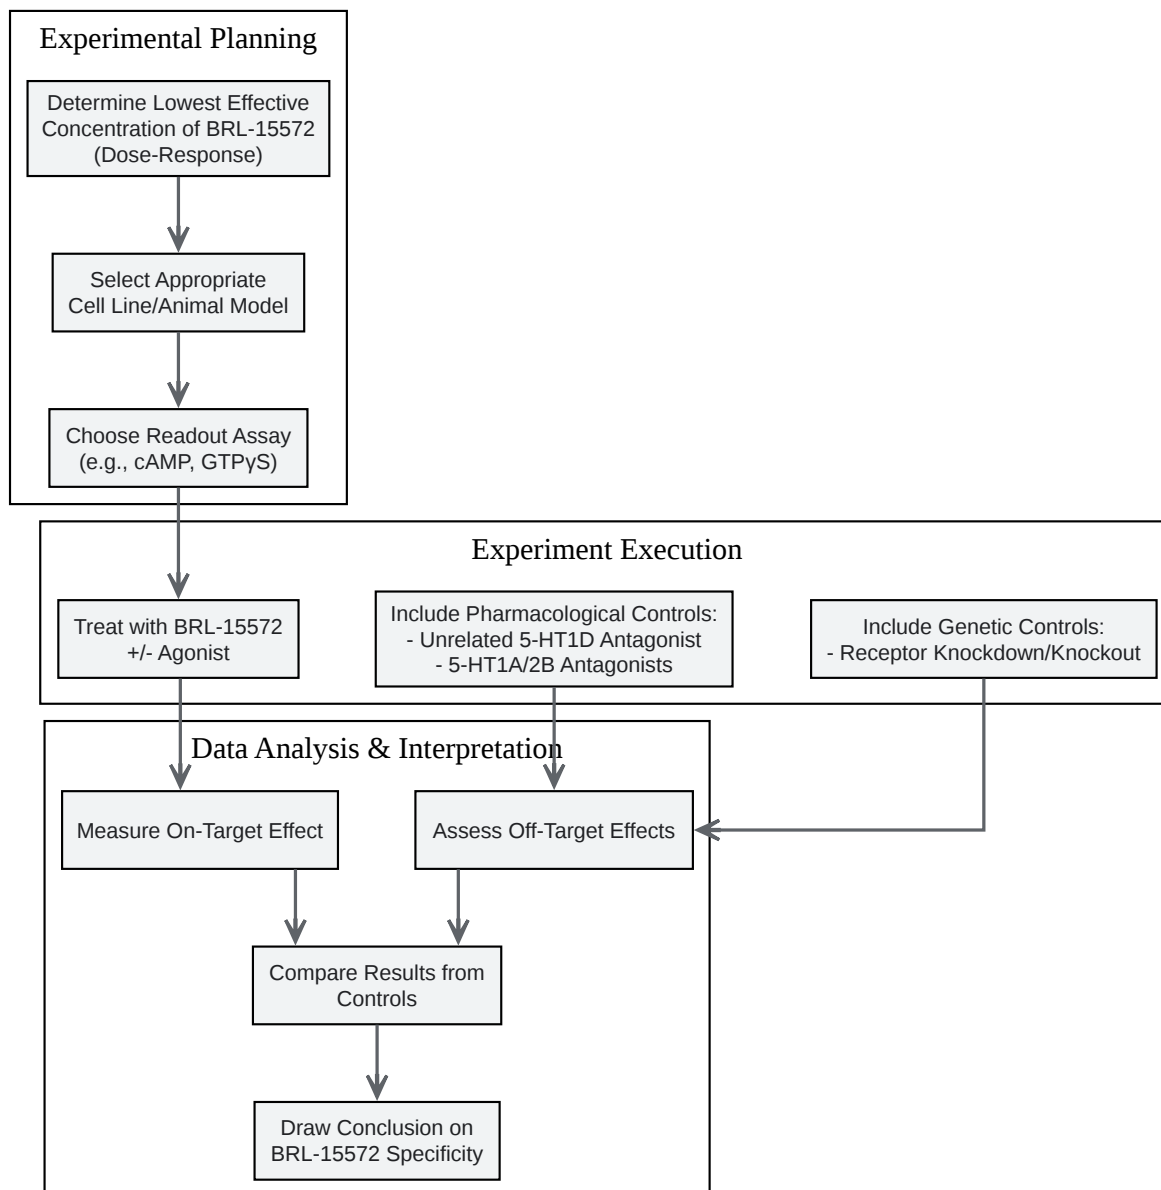 Experimental Planning
Determine Lowest Effective
Concentration of BRL-15572
(Dose-Response)
Select Appropriate
Cell Line/Animal Model
Choose Readout Assay
(e.g., cAMP, GTPγS)
Experiment Execution
Treat with BRL-15572
+/- Agonist
Include Pharmacological Controls:
- Unrelated 5-HT1D Antagonist
- 5-HT1A/2B Antagonists
Include Genetic Controls:
- Receptor Knockdown/Knockout
Data Analysis & Interpretation
Measure On-Target Effect
Assess Off-Target Effects
Compare Results from
Controls
Draw Conclusion on
BRL-15572 Specificity